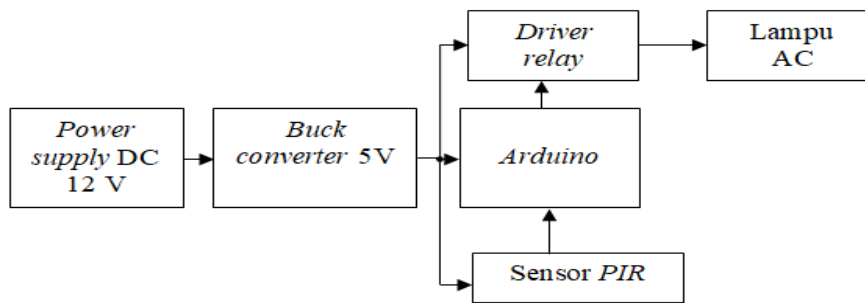 Driver
relay
Lampu
AC
Power
supply DC
12 V
Buck
converter 5V
Arduino
Sensor PIR